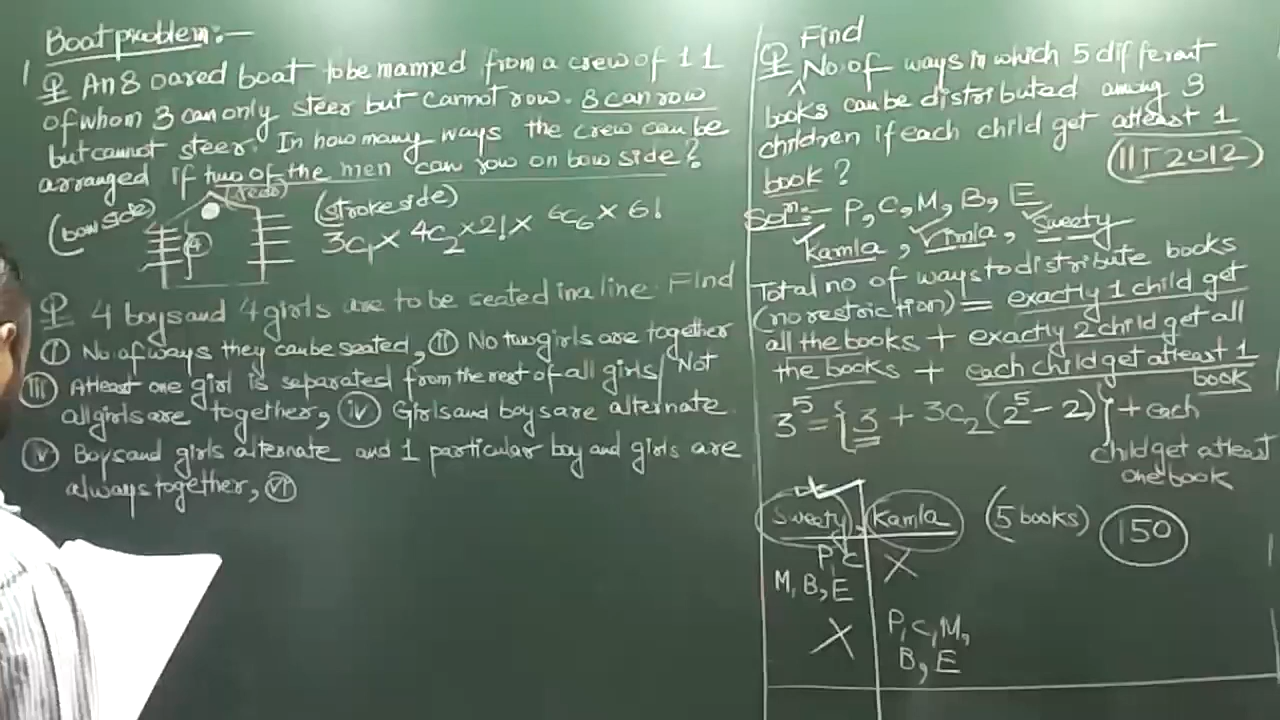 Boat problem:-
Q An 8 oared boat to be manned from a crew of 11
of whom 3 can only steer but cannot row. 8 can row
but cannot steer. In how many ways the crew can be
arranged if two of the men can row on bow side?
(bow side)
(stroke side)
4
3C1 × 4C2 × 2! × 6C6 × 6!
Q 4 boys and 4 girls are to be seated in a line. Find
(i) No. of ways they can be seated, (ii) No two girls are together
(iii) Atleast one girl is separated from the rest of all girls/Not
all girls are together, (iv) Girls and boys are alternate
(v) Boys and girls alternate and 1 particular boy and girls are
always together, (vi)
Find
Q No. of ways in which 5 different
books can be distributed among 3
children if each child get atleast 1
book?
(IIT 2012)
Solⁿ:- P, C, M, B, E
Kamla, Vimla, Sweety
Total no of ways to distribute books
(no restriction) = exactly 1 child get
all the books + exactly 2 child get all
the books + each child get atleast 1
book
3⁵ = {3 + 3C2 (2⁵ - 2)} + each
child get atleast
one book
Sweety, Kamla (5 books) 150
P, C X
M, B, E
X P, C, M,
B, E